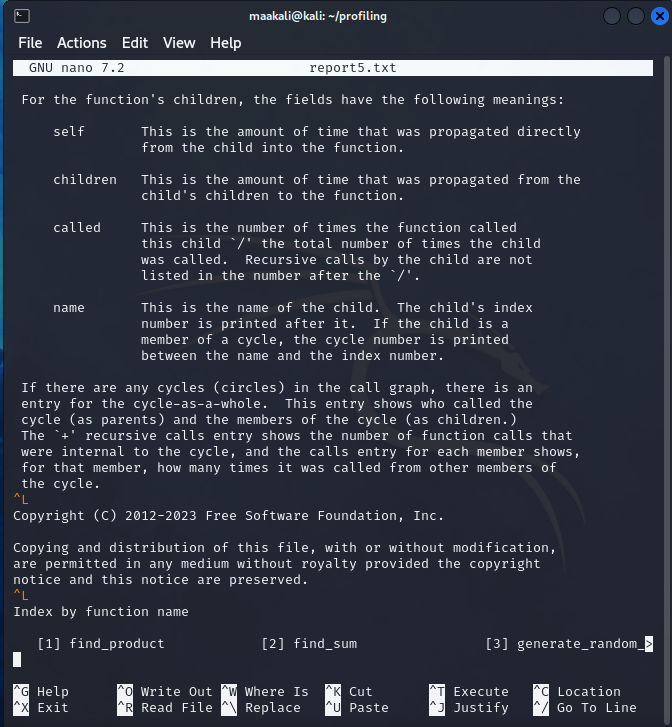 maakali@kali: ~/profiling
File Actions Edit View Help
GNU nano 7.2 report5.txt
For the function's children, the fields have the following meanings:
self This is the amount of time that was propagated directly
from the child into the function.
children This is the amount of time that was propagated from the
child's children to the function.
called This is the number of times the function called
this child `/' the total number of times the child
was called. Recursive calls by the child are not
listed in the number after the `/'.
name This is the name of the child. The child's index
number is printed after it. If the child is a
member of a cycle, the cycle number is printed
between the name and the index number.
If there are any cycles (circles) in the call graph, there is an
entry for the cycle-as-a-whole. This entry shows who called the
cycle (as parents) and the members of the cycle (as children.)
The `+' recursive calls entry shows the number of function calls that
were internal to the cycle, and the calls entry for each member shows,
for that member, how many times it was called from other members of
the cycle.
^L
Copyright (C) 2012-2023 Free Software Foundation, Inc.
Copying and distribution of this file, with or without modification,
are permitted in any medium without royalty provided the copyright
notice and this notice are preserved.
^L
Index by function name
[1] find_product [2] find_sum [3] generate_random_>
^G Help ^O Write Out ^W Where Is ^K Cut ^T Execute ^C Location
^X Exit ^R Read File ^\ Replace ^U Paste ^J Justify ^/ Go To Line